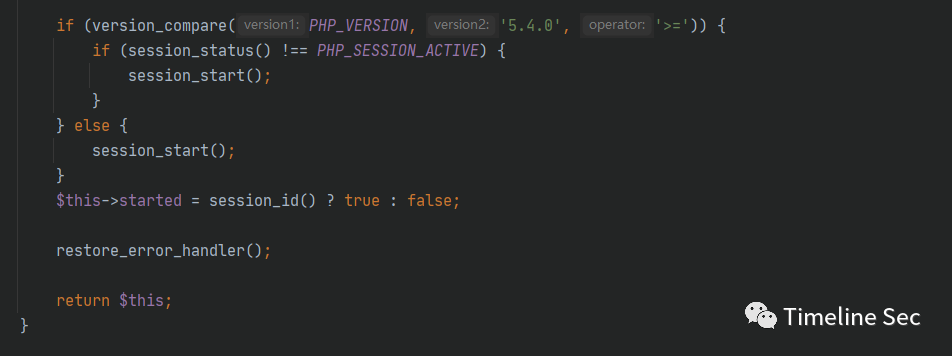 if (version_compare( version1: PHP_VERSION, version2: '5.4.0', operator: '>=')) {
if (session_status() !== PHP_SESSION_ACTIVE) {
session_start();
}
} else {
session_start();
}
$this->started = session_id() ? true : false;
restore_error_handler();
return $this;
}
Timeline Sec